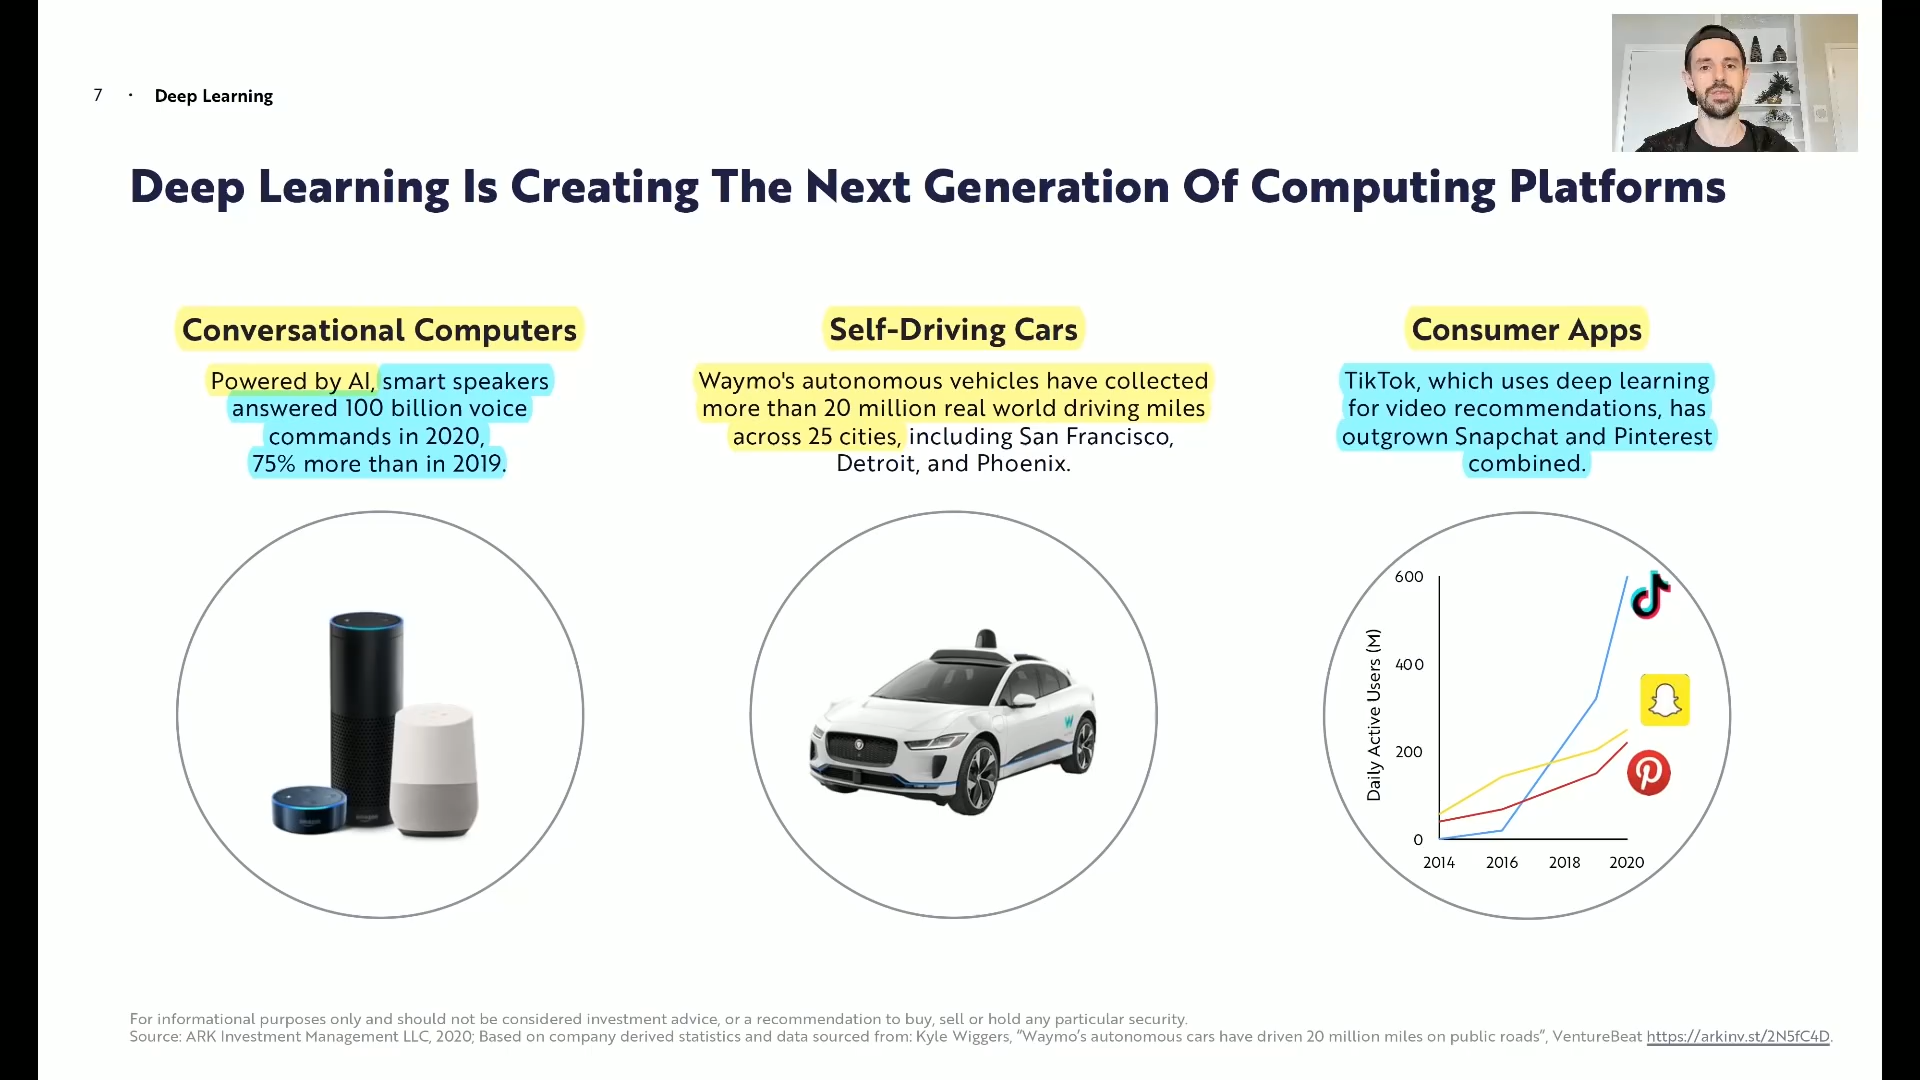 7 · Deep Learning
Deep Learning Is Creating The Next Generation Of Computing Platforms
Conversational Computers
Powered by AI, smart speakers
answered 100 billion voice
commands in 2020,
75% more than in 2019.
Self-Driving Cars
Waymo's autonomous vehicles have collected
more than 20 million real world driving miles
across 25 cities, including San Francisco,
Detroit, and Phoenix.
Consumer Apps
TikTok, which uses deep learning
for video recommendations, has
outgrown Snapchat and Pinterest
combined.
Daily Active Users (M)
600
400
200
0
2014 2016 2018 2020
For informational purposes only and should not be considered investment advice, or a recommendation to buy, sell or hold any particular security.
Source: ARK Investment Management LLC, 2020; Based on company derived statistics and data sourced from: Kyle Wiggers, “Waymo’s autonomous cars have driven 20 million miles on public roads”, VentureBeat https://arkinv.st/2N5fC4D.